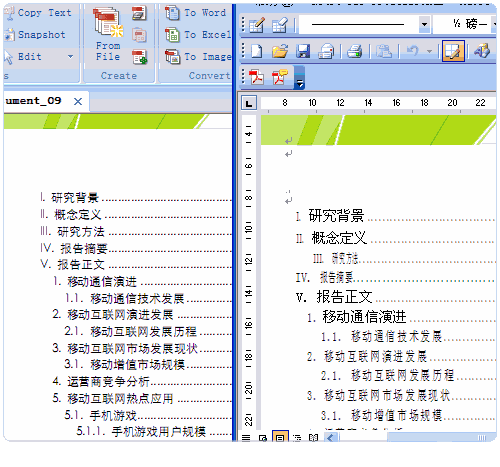 Copy Text
Snapshot
Edit
From
File
Create
To Word
To Excel
To Image
Convert
ument_09
I. 研究背景
II. 概念定义
III. 研究方法
IV. 报告摘要
V. 报告正文
1. 移动通信演进
1.1. 移动通信技术发展
2. 移动互联网演进发展
2.1. 移动互联网发展历程
3. 移动互联网市场发展现状
3.1. 移动增值市场规模
4. 运营商竞争分析
5. 移动互联网热点应用
5.1. 手机游戏
5.1.1. 手机游戏用户规模
½ 磅
8 10 12 14 16 18 20 22
I. 研究背景
II. 概念定义
III. 研究方法
IV. 报告摘要
V. 报告正文
1. 移动通信演进
1.1. 移动通信技术发展
2. 移动互联网演进发展
2.1. 移动互联网发展历程
3. 移动互联网市场发展现状
3.1. 移动增值市场规模